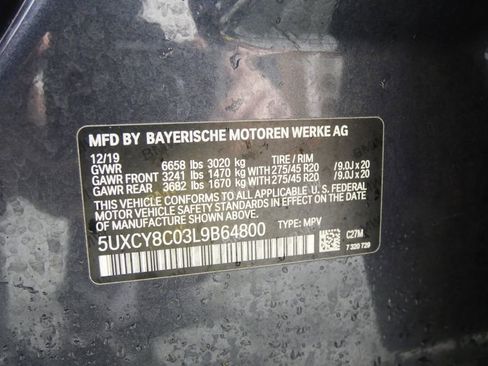 MFD BY BAYERISCHE MOTOREN WERKE AG
12/19
GVWR 6658 lbs 3020 kg TIRE / RIM
GAWR FRONT 3241 lbs 1470 kg WITH 275/45 R20 /9.0J x 20
GAWR REAR 3682 lbs 1670 kg WITH 275/45 R20 /9.0J x 20
THIS VEHICLE CONFORMS TO ALL APPLICABLE U. S. FEDERAL
MOTOR VEHICLE SAFETY STANDARDS IN EFFECT ON THE DATE
OF MANUFACTURE SHOWN ABOVE.
5UXCY8C03L9B64800 TYPE: MPV
C27M
7 320 729